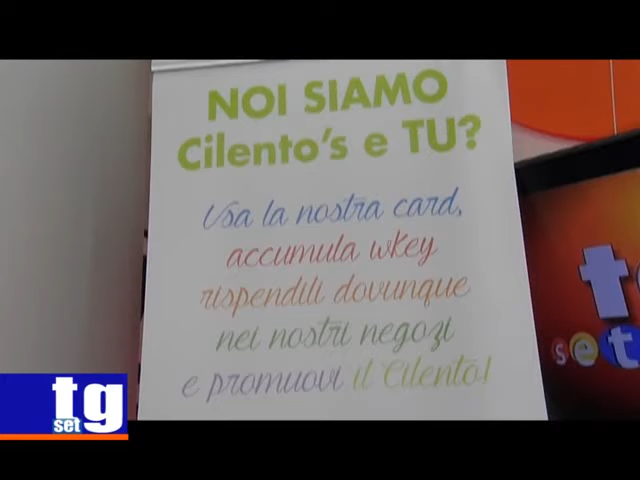 NOI SIAMO
Cilento's e TU?
Usa la nostra card,
accumula wkey
rispendili dovunque
nei nostri negozi
e promuovi il Cilento!
t
set
tg
set